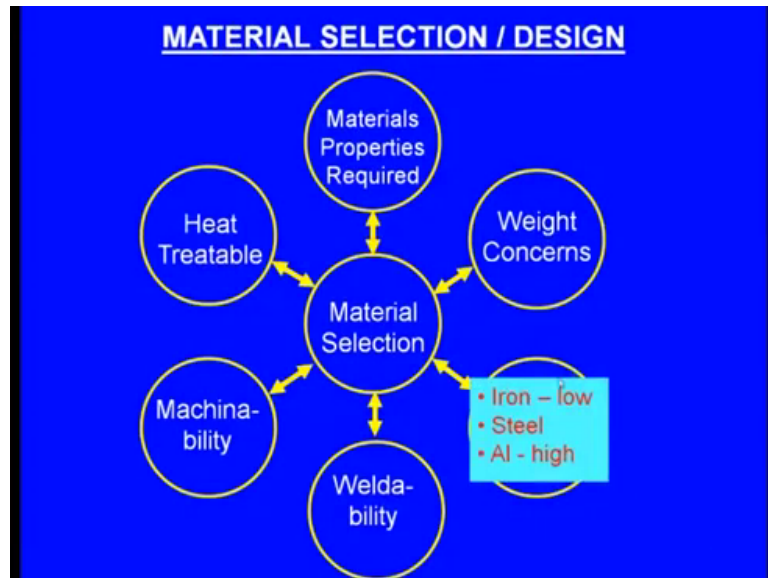 MATERIAL SELECTION / DESIGN
Materials
Properties
Required
Heat
Treatable
Weight
Concerns
Material
Selection
Machina-
bility
• Iron – low
• Steel
• Al - high
Welda-
bility